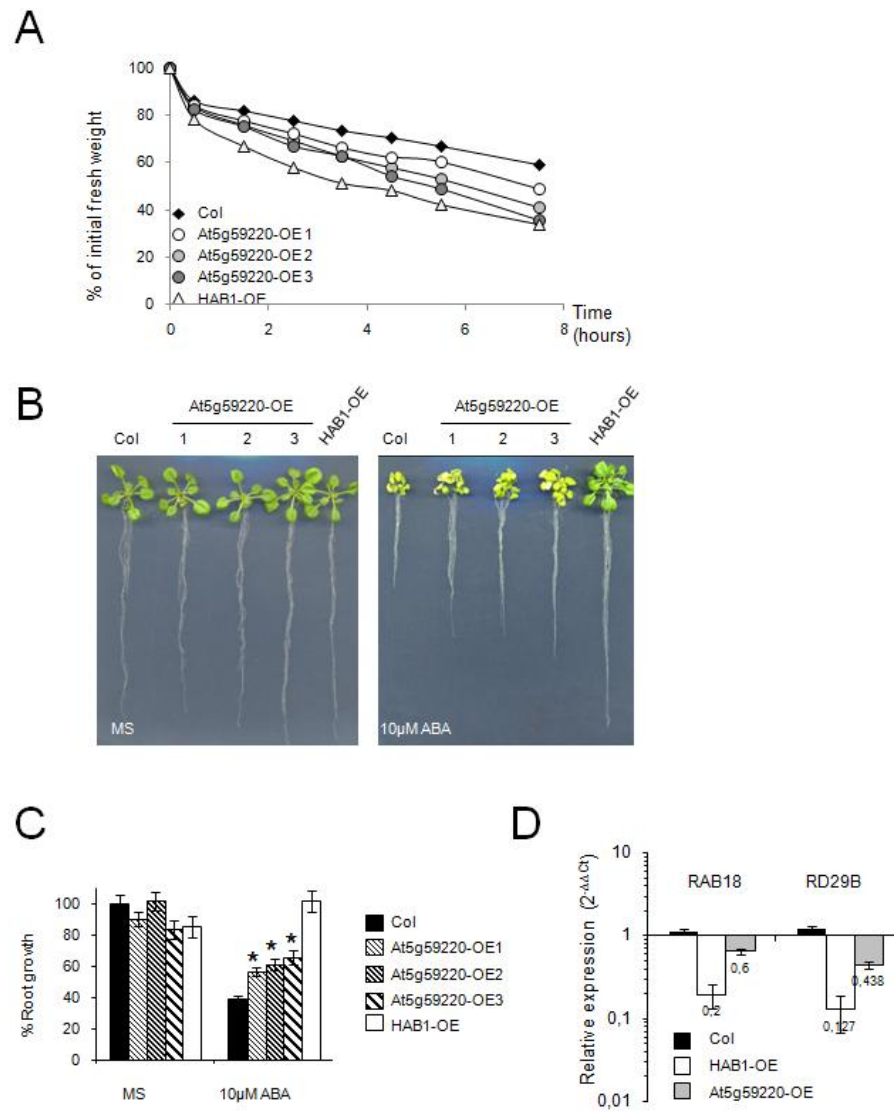 A
% of initial fresh weight
100
80
60
40
20
0
Col
At5g59220-OE 1
At5g59220-OE 2
At5g59220-OE 3
HAB1-OE
0 2 4 6 8
Time
(hours)
B
At5g59220-OE
Col 1 2 3 HAB1-OE
MS
At5g59220-OE
Col 1 2 3 HAB1-OE
10µM ABA
C
% Root growth
100
80
60
40
20
0
* * *
MS 10µM ABA
Col
At5g59220-OE1
At5g59220-OE2
At5g59220-OE3
HAB1-OE
D
Relative expression (2-ΔΔCt)
10
1
0,1
0,01
RAB18 RD29B
0,2
0,6
0,127
0,438
Col
HAB1-OE
At5g59220-OE